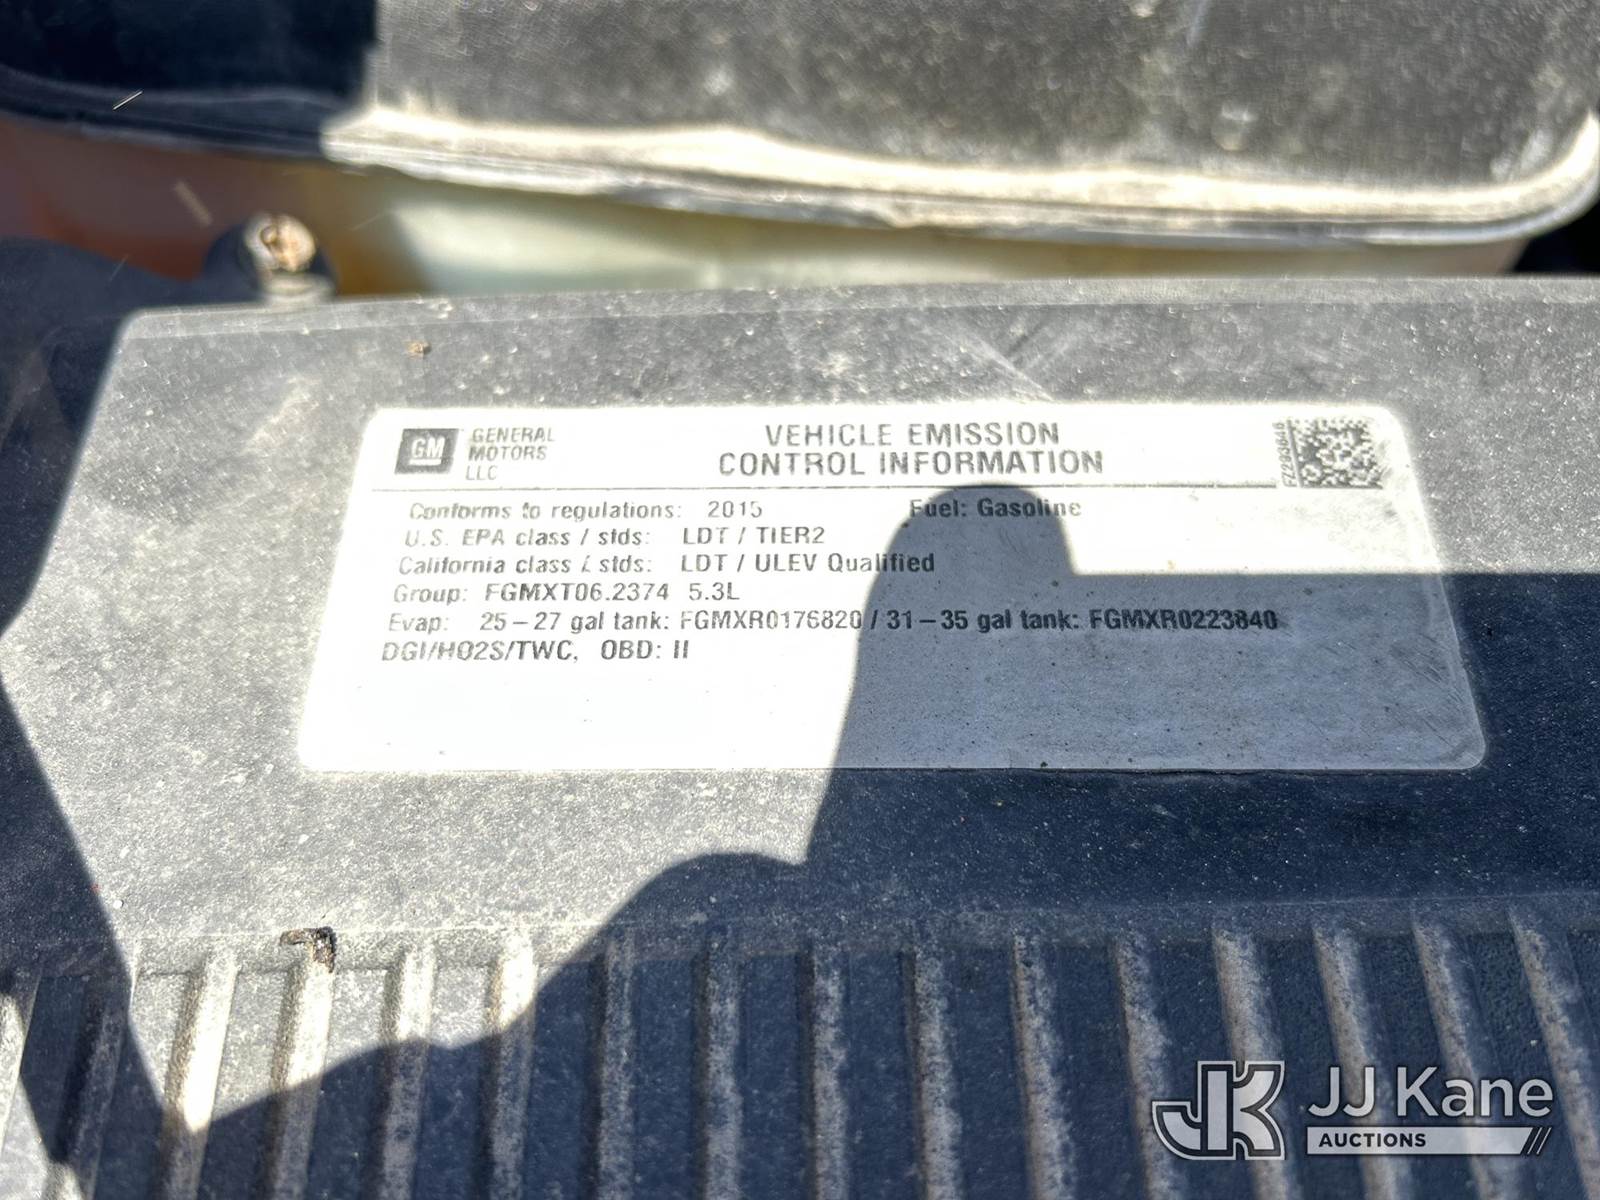 GM
GENERAL
MOTORS
LLC
VEHICLE EMISSION
CONTROL INFORMATION
Conforms to regulations: 2015 Fuel: Gasoline
U.S. EPA class / stds: LDT / TIER2
California class / stds: LDT / ULEV Qualified
Group: FGMXT06.2374 5.3L
Evap: 25-27 gal tank: FGMXR0176820 / 31-35 gal tank: FGMXR0223840
DGI/HO2S/TWC, OBD: II
JK
JJ Kane
AUCTIONS